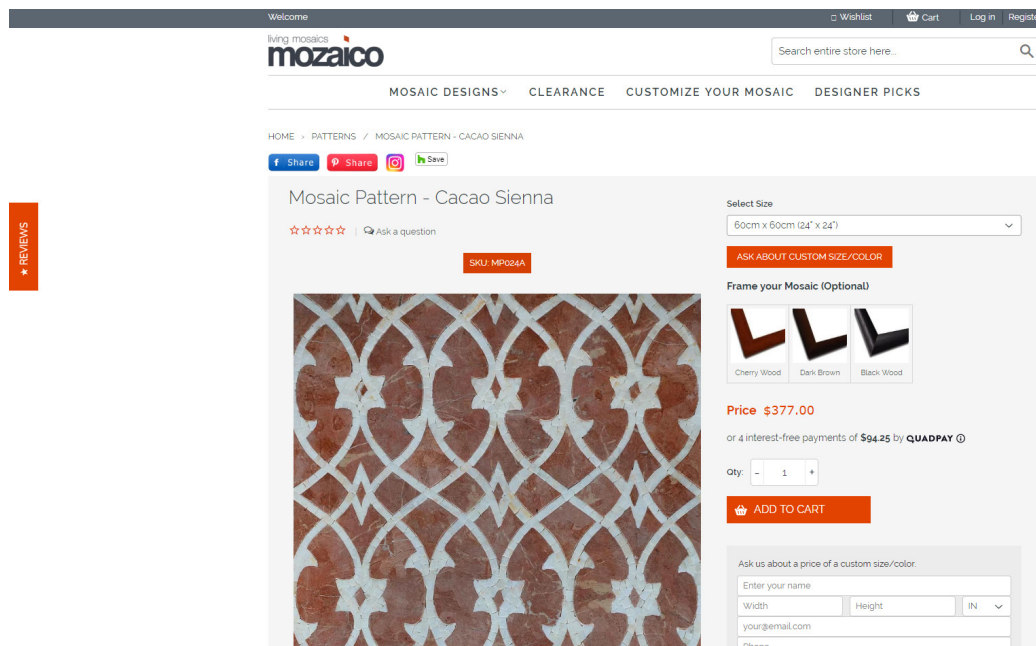 Welcome
Wishlist
Cart
Log in
Registe
living mosaics
mozaico
Search entire store here...
MOSAIC DESIGNS
CLEARANCE
CUSTOMIZE YOUR MOSAIC
DESIGNER PICKS
HOME › PATTERNS / MOSAIC PATTERN - CACAO SIENNA
Share
Share
Save
★ REVIEWS
Mosaic Pattern - Cacao Sienna
Ask a question
SKU: MP024A
Select Size
60cm x 60cm (24" x 24")
ASK ABOUT CUSTOM SIZE/COLOR
Frame your Mosaic (Optional)
Cherry Wood
Dark Brown
Black Wood
Price $377.00
or 4 interest-free payments of $94.25 by QUADPAY
Qty: - 1 +
ADD TO CART
Ask us about a price of a custom size/color.
Enter your name
Width
Height
IN
your@email.com
Phone